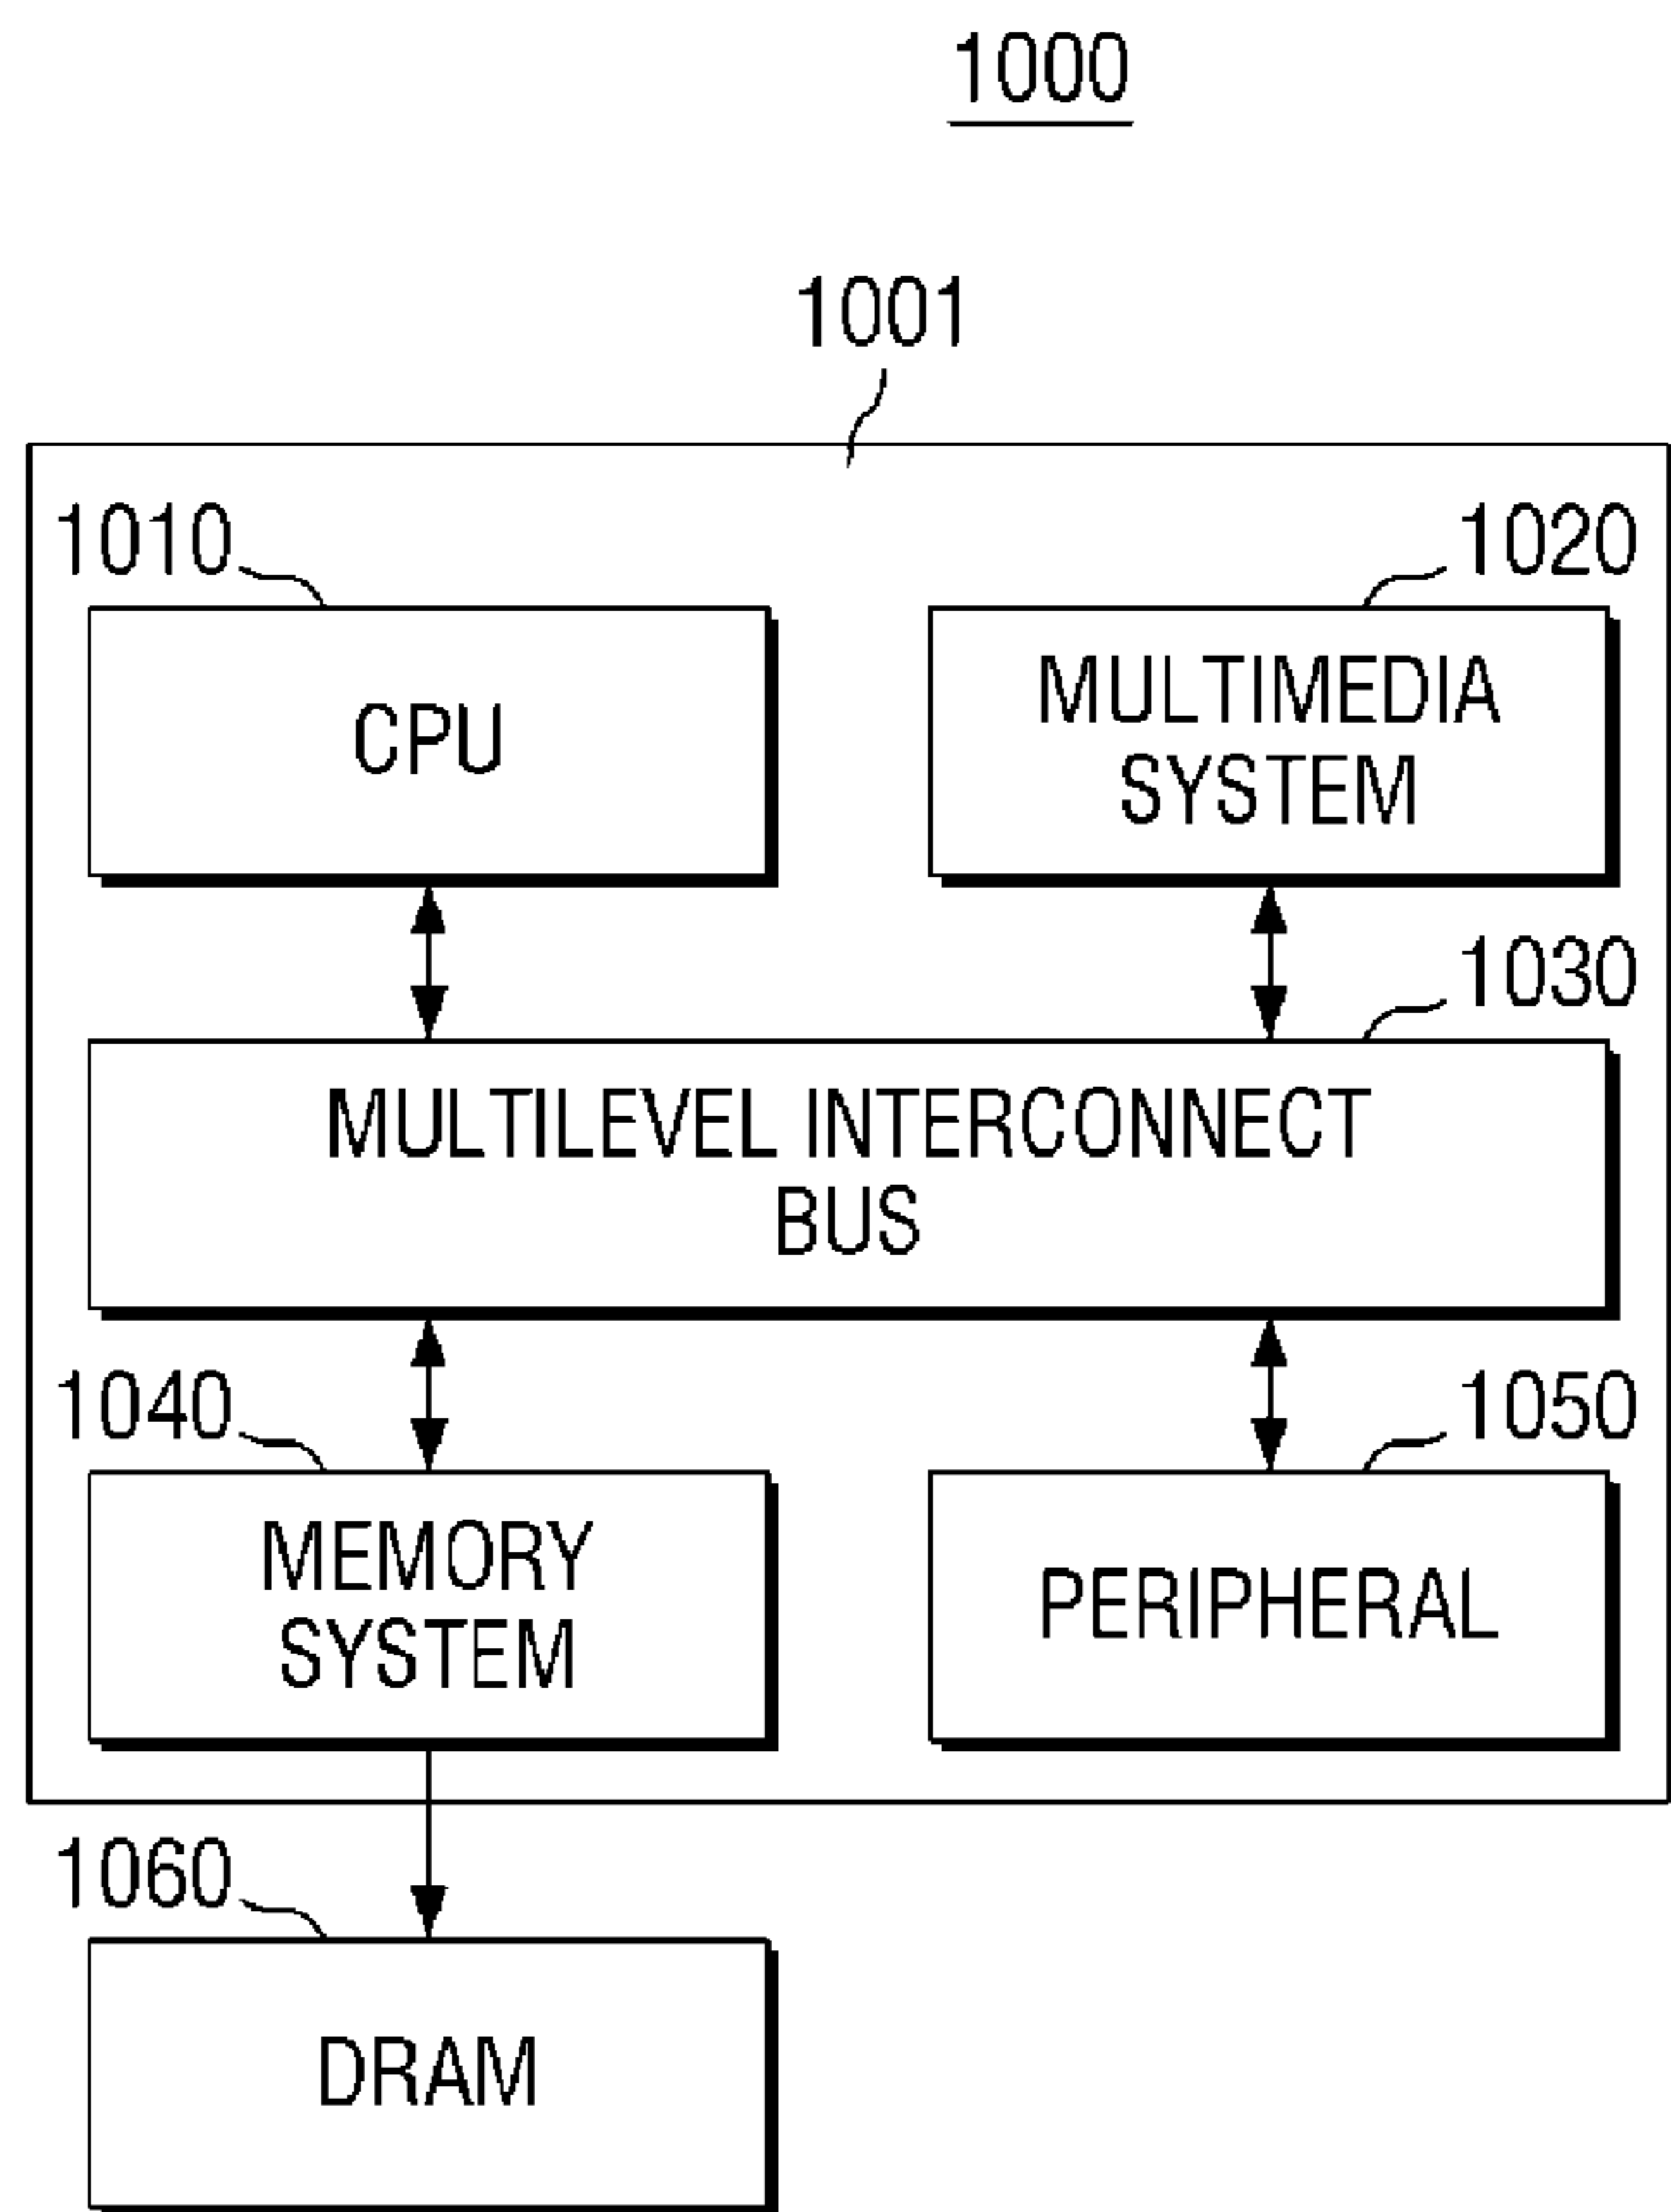 1000
1001
1010
1020
CPU
MULTIMEDIA
SYSTEM
1030
MULTILEVEL INTERCONNECT
BUS
1040
1050
MEMORY
SYSTEM
PERIPHERAL
1060
DRAM